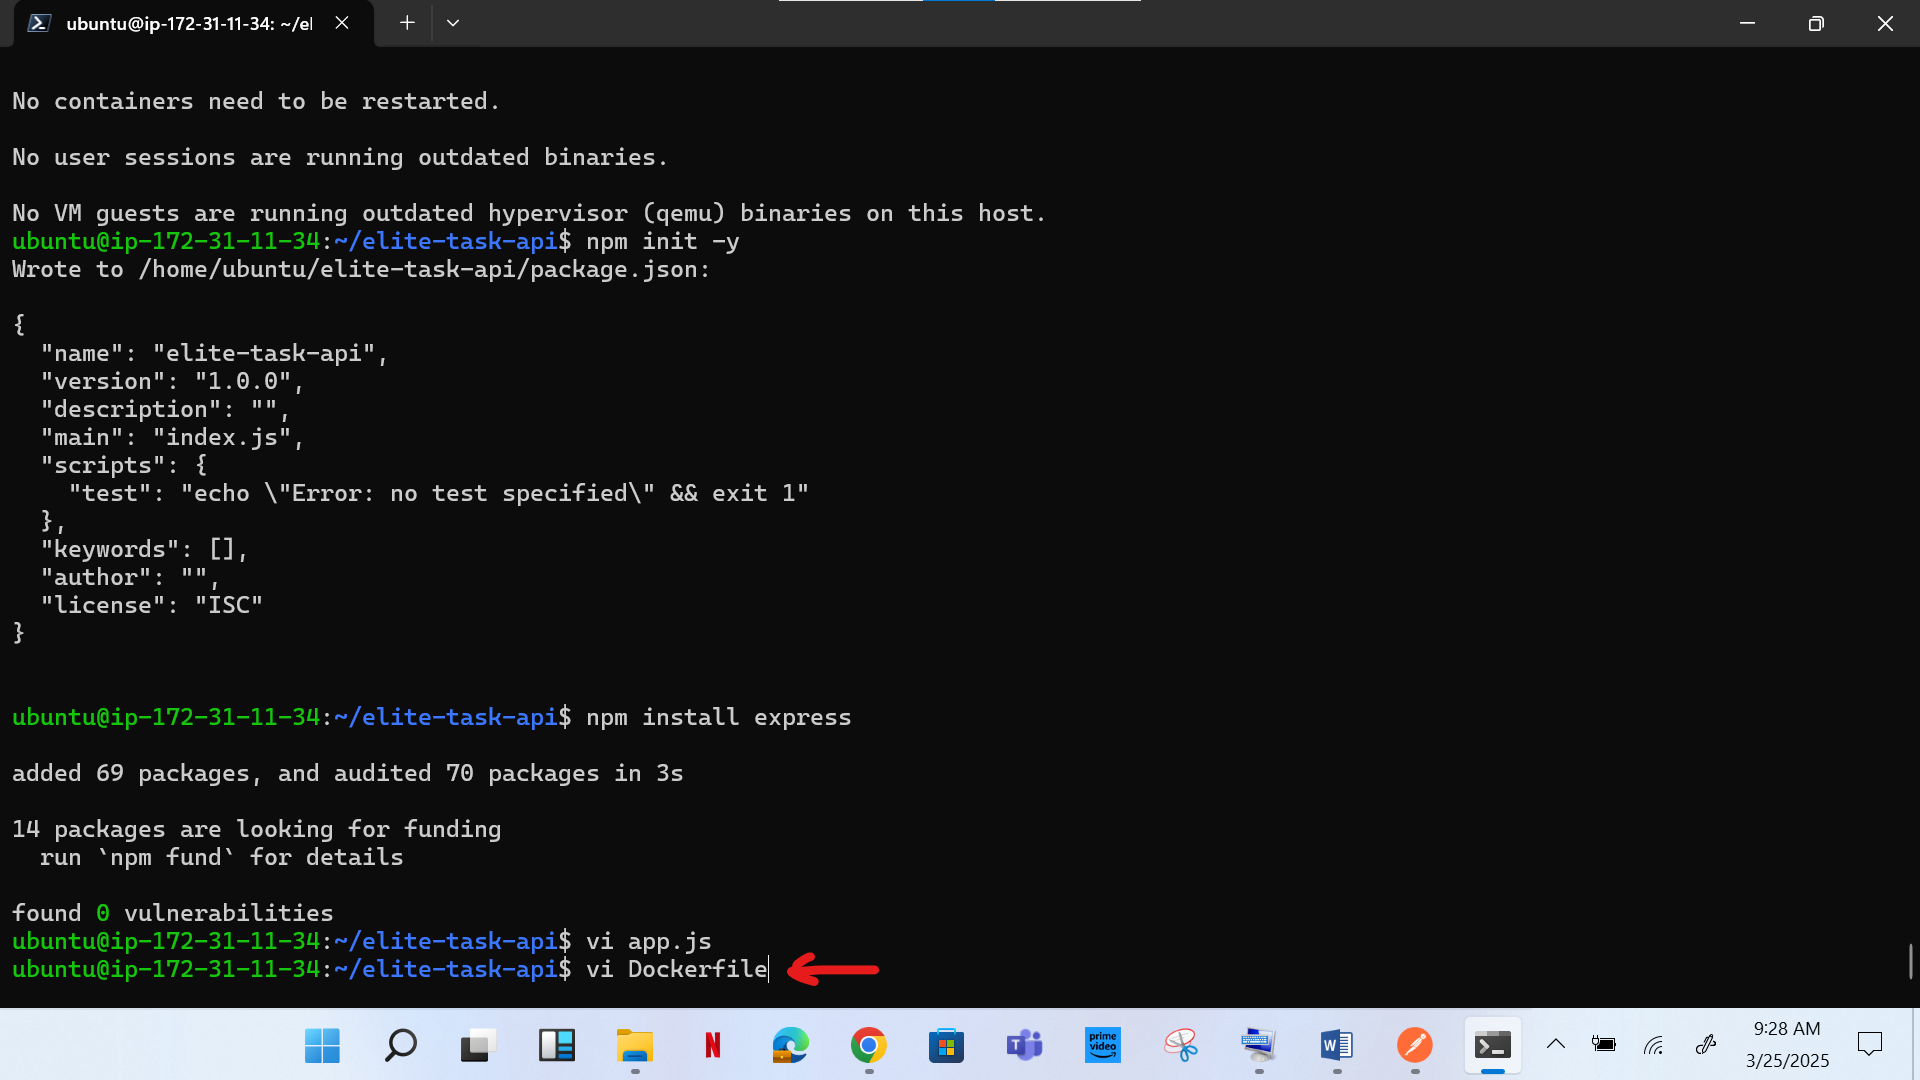 ubuntu@ip-172-31-11-34: ~/el
No containers need to be restarted.
No user sessions are running outdated binaries.
No VM guests are running outdated hypervisor (qemu) binaries on this host.
ubuntu@ip-172-31-11-34:~/elite-task-api$ npm init -y
Wrote to /home/ubuntu/elite-task-api/package.json:
{
  "name": "elite-task-api",
  "version": "1.0.0",
  "description": "",
  "main": "index.js",
  "scripts": {
    "test": "echo \"Error: no test specified\" && exit 1"
  },
  "keywords": [],
  "author": "",
  "license": "ISC"
}
ubuntu@ip-172-31-11-34:~/elite-task-api$ npm install express
added 69 packages, and audited 70 packages in 3s
14 packages are looking for funding
  run `npm fund` for details
found 0 vulnerabilities
ubuntu@ip-172-31-11-34:~/elite-task-api$ vi app.js
ubuntu@ip-172-31-11-34:~/elite-task-api$ vi Dockerfile
N
T
prime
video
W
9:28 AM
3/25/2025